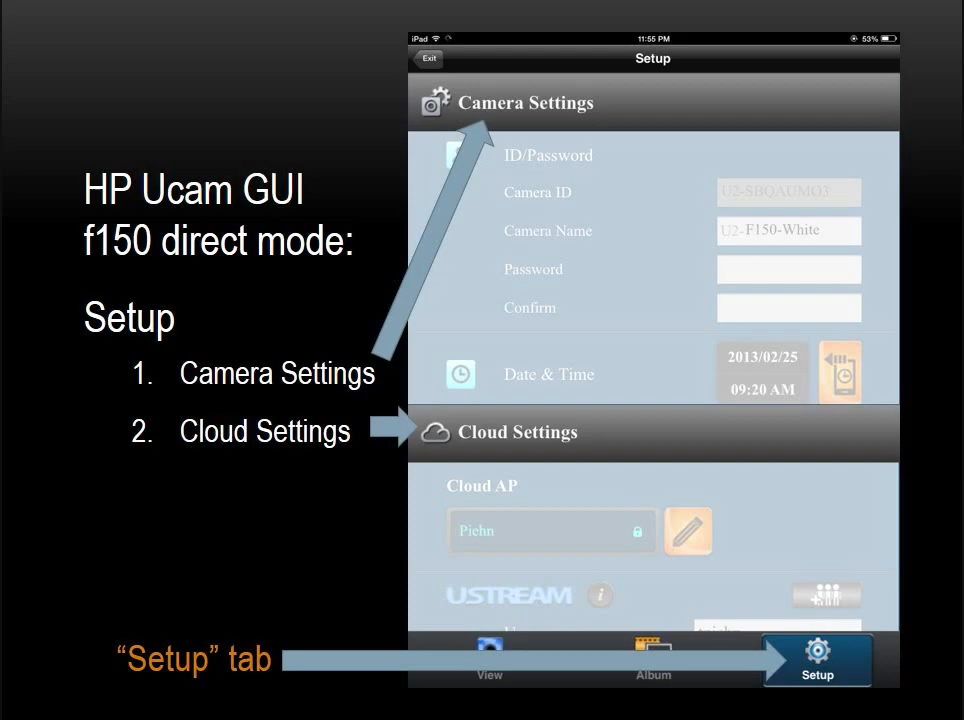 HP Ucam GUI
f150 direct mode:
Setup
1. Camera Settings
2. Cloud Settings
“Setup” tab
iPad 11:55 PM 53%
Exit Setup
Camera Settings
ID/Password
Camera ID U2-SBQAUMO3
Camera Name U2-F150-White
Password
Confirm
Date & Time 2013/02/25
09:20 AM
Cloud Settings
Cloud AP
Piehn
USTREAM i
View Album Setup